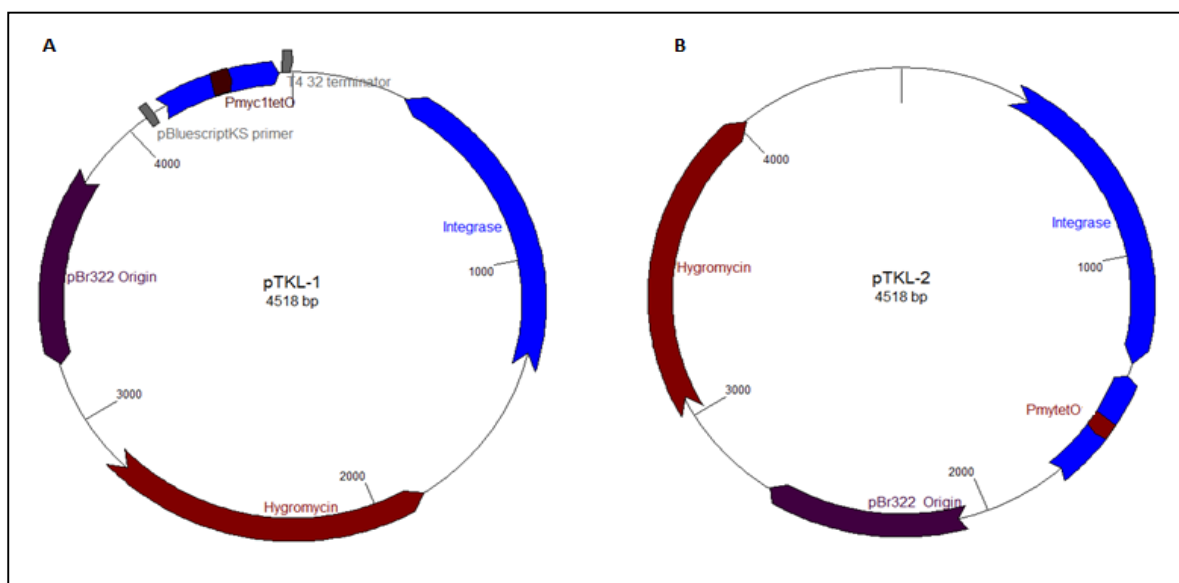 A
T4 32 terminator
Pmyc1tetO
pBluescriptKS primer
4000
Integrase
pBr322 Origin
1000
pTKL-1
4518 bp
3000
2000
Hygromycin
B
4000
Integrase
1000
Hygromycin
pTKL-2
4518 bp
3000
PmytetO
2000
pBr322 Origin